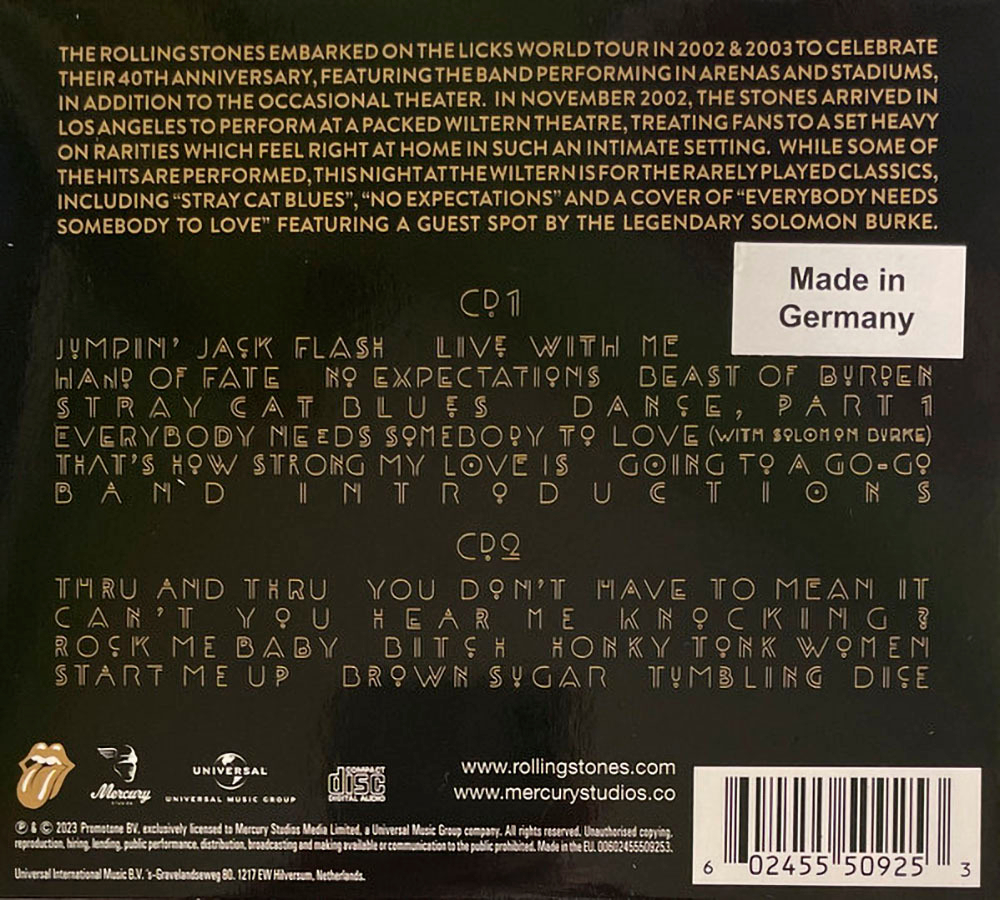 THE ROLLING STONES EMBARKED ON THE LICKS WORLD TOUR IN 2002 & 2003 TO CELEBRATE
THEIR 40TH ANNIVERSARY, FEATURING THE BAND PERFORMING IN ARENAS AND STADIUMS,
IN ADDITION TO THE OCCASIONAL THEATER. IN NOVEMBER 2002, THE STONES ARRIVED IN
LOS ANGELES TO PERFORM AT A PACKED WILTERN THEATRE, TREATING FANS TO A SET HEAVY
ON RARITIES WHICH FEEL RIGHT AT HOME IN SUCH AN INTIMATE SETTING. WHILE SOME OF
THE HITS ARE PERFORMED, THIS NIGHT AT THE WILTERN IS FOR THE RARELY PLAYED CLASSICS,
INCLUDING “STRAY CAT BLUES”, “NO EXPECTATIONS” AND A COVER OF “EVERYBODY NEEDS
SOMEBODY TO LOVE” FEATURING A GUEST SPOT BY THE LEGENDARY SOLOMON BURKE.
Made in
Germany
CD1
JUMPIN’ JACK FLASH LIVE WITH ME
HAND OF FATE NO EXPECTATIONS BEAST OF BURDEN
STRAY CAT BLUES DANCE, PART 1
EVERYBODY NEEDS SOMEBODY TO LOVE (WITH SOLOMON BURKE)
THAT’S HOW STRONG MY LOVE IS GOING TO A GO-GO
BAND INTRODUCTIONS
CD2
THRU AND THRU YOU DON’T HAVE TO MEAN IT
CAN’T YOU HEAR ME KNOCKING?
ROCK ME BABY BITCH HONKY TONK WOMEN
START ME UP BROWN SUGAR TUMBLING DICE
Mercury
STUDIOS
UNIVERSAL
UNIVERSAL MUSIC GROUP
COMPACT
disc
DIGITAL AUDIO
www.rollingstones.com
www.mercurystudios.co
℗ & © 2023 Promotone BV, exclusively licensed to Mercury Studios Media Limited, a Universal Music Group company. All rights reserved. Unauthorised copying,
reproduction, hiring, lending, public performance, distribution, broadcasting and making available or communication to the public prohibited. Made in the EU. 00602455509253.
Universal International Music B.V. 's-Gravelandseweg 80. 1217 EW Hilversum, Netherlands.
6 02455 50925 3